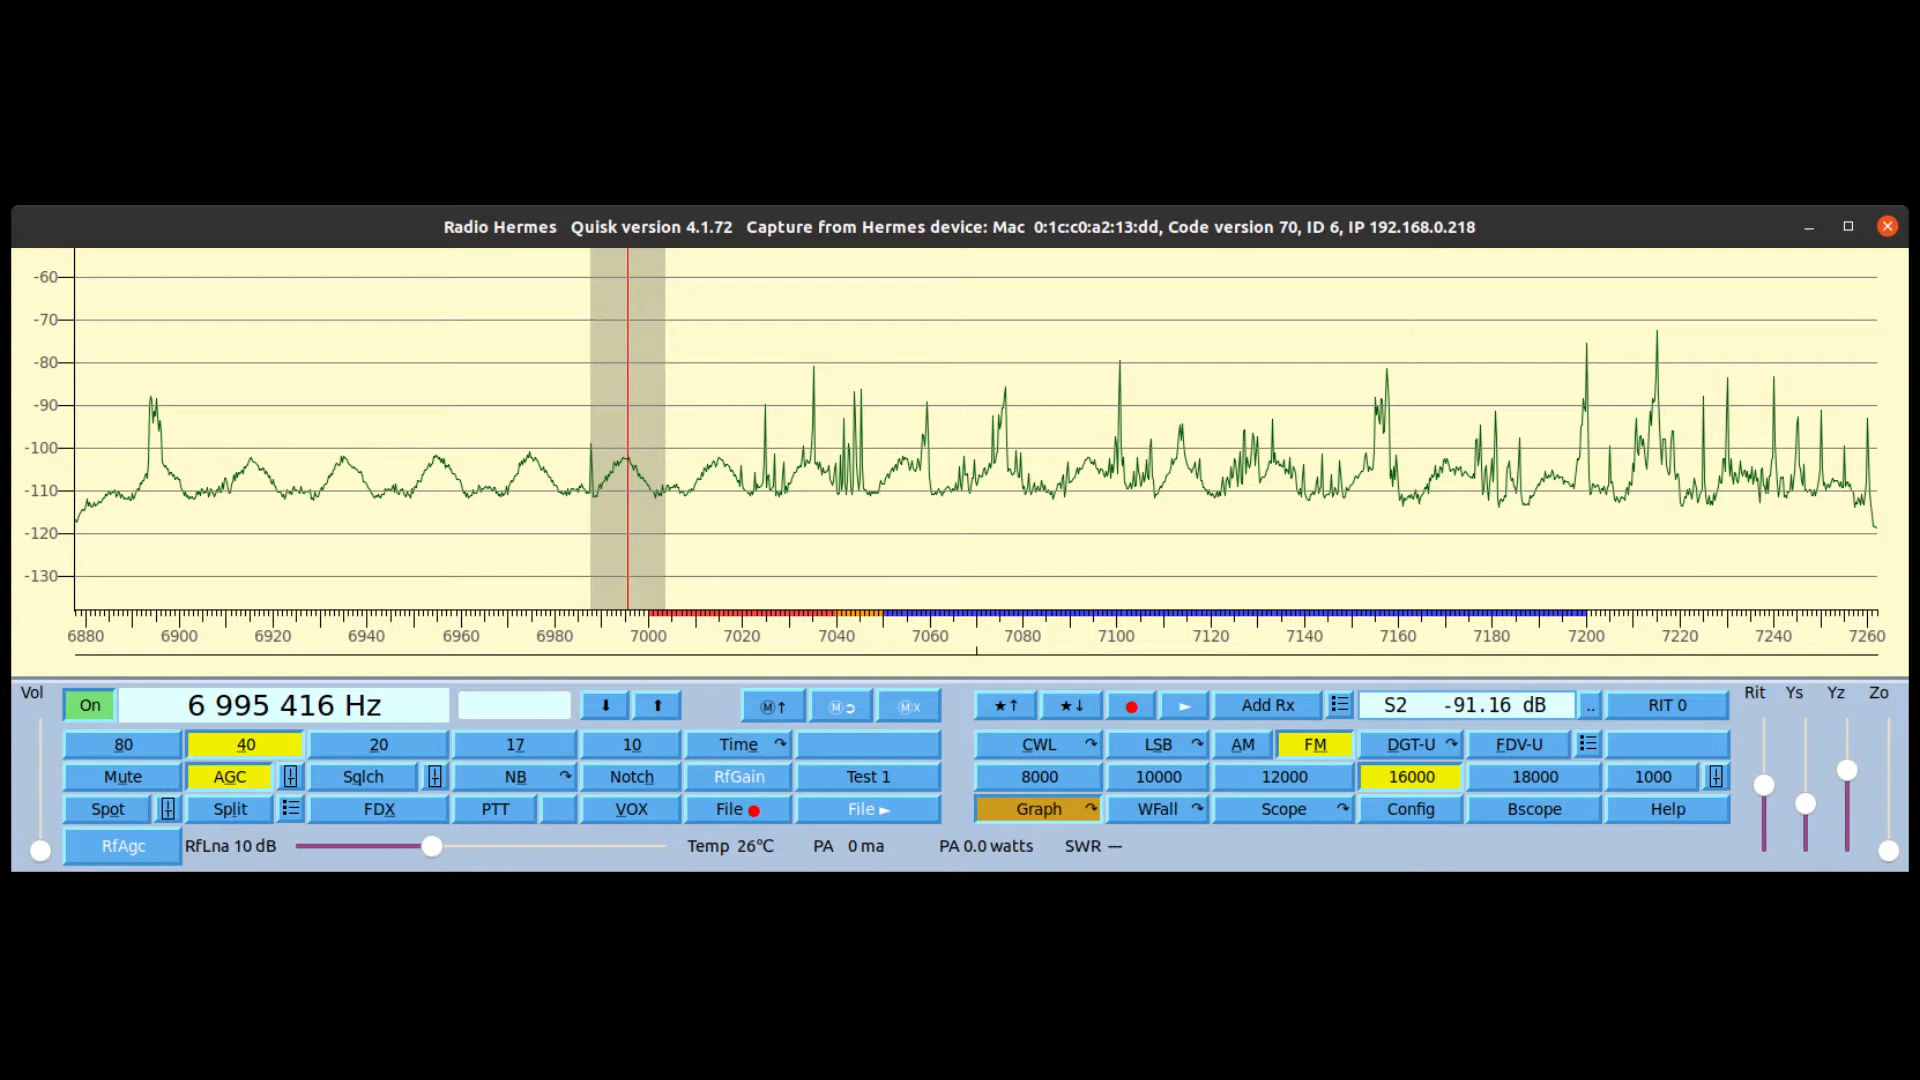 Radio Hermes Quisk version 4.1.72 Capture from Hermes device: Mac 0:1c:c0:a2:13:dd, Code version 70, ID 6, IP 192.168.0.218
-60
-70
-80
-90
-100
-110
-120
-130
6880 6900 6920 6940 6960 6980 7000 7020 7040 7060 7080 7100 7120 7140 7160 7180 7200 7220 7240 7260
Vol On 6 995 416 Hz ⬇ ⬆ Ⓜ↑ Ⓜ➲ Ⓜ☓ ★↑ ★↓ ● ► Add Rx S2 -91.16 dB .. RIT 0 Rit Ys Yz Zo
80 40 20 17 10 Time CWL LSB AM FM DGT-U FDV-U
Mute AGC Sqlch NB Notch RfGain Test 1 8000 10000 12000 16000 18000 1000
Spot Split FDX PTT VOX File ● File ► Graph WFall Scope Config Bscope Help
RfAgc RfLna 10 dB Temp 26℃ PA 0 ma PA 0.0 watts SWR ---